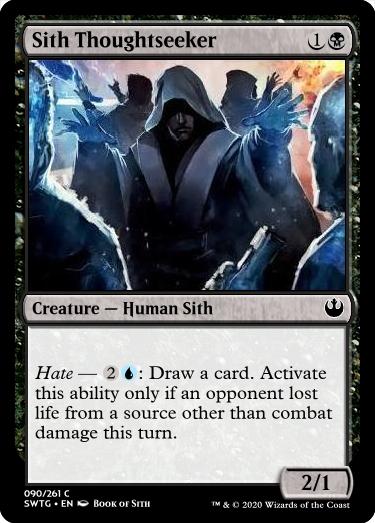 Sith Thoughtseeker 1
Creature — Human Sith
Hate — 2: Draw a card. Activate
this ability only if an opponent lost
life from a source other than combat
damage this turn.
2/1
090/261 C
SWTG • EN Book of Sith
™ & © 2020 Wizards of the Coast